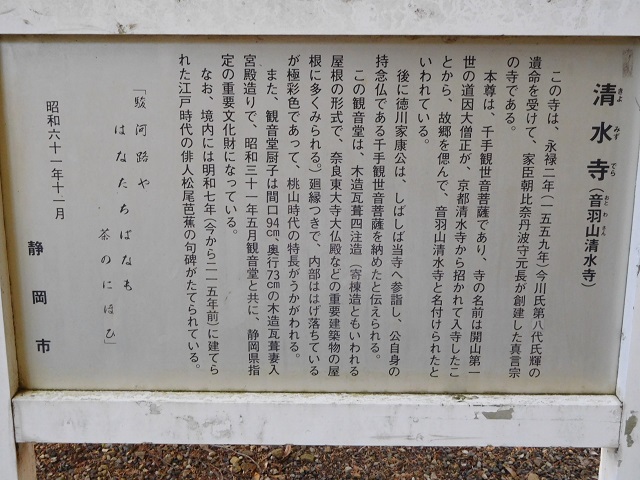 清水寺（音羽山清水寺）
きよみずでら
おとわさん
この寺は、永禄二年（一五五九年）今川氏第八代氏輝の
遺命を受けて、家臣朝比奈丹波守元長が創建した真言宗
の寺である。
本尊は、千手観世音菩薩であり、寺の名前は開山第一
世の道因大僧正が、京都清水寺から招かれて入寺したこ
とから、故郷を偲んで、音羽山清水寺と名付けられたと
いわれている。
後に徳川家康公は、しばしば当寺へ参詣し、公自身の
持念仏である千手観世音菩薩を納めたと伝えられる。
この観音堂は、木造瓦葺四注造（寄棟造ともいわれる
屋根の形式で、奈良東大寺大仏殿などの重要建築物の屋
根に多くみられる。）廻縁つきで、内部ははげ落ちている
が極彩色であって、桃山時代の特長がうかがわれる。
また、観音堂厨子は間口94㎝奥行73㎝の木造瓦葺妻入
宮殿造りで、昭和三十一年五月観音堂と共に、静岡県指
定の重要文化財になっている。
なお、境内には明和七年（今から二一五年前）に建てら
れた江戸時代の俳人松尾芭蕉の句碑がたてられている。
「駿河路や
はなたちばなも
茶のにほひ」
昭和六十一年十一月
静岡市